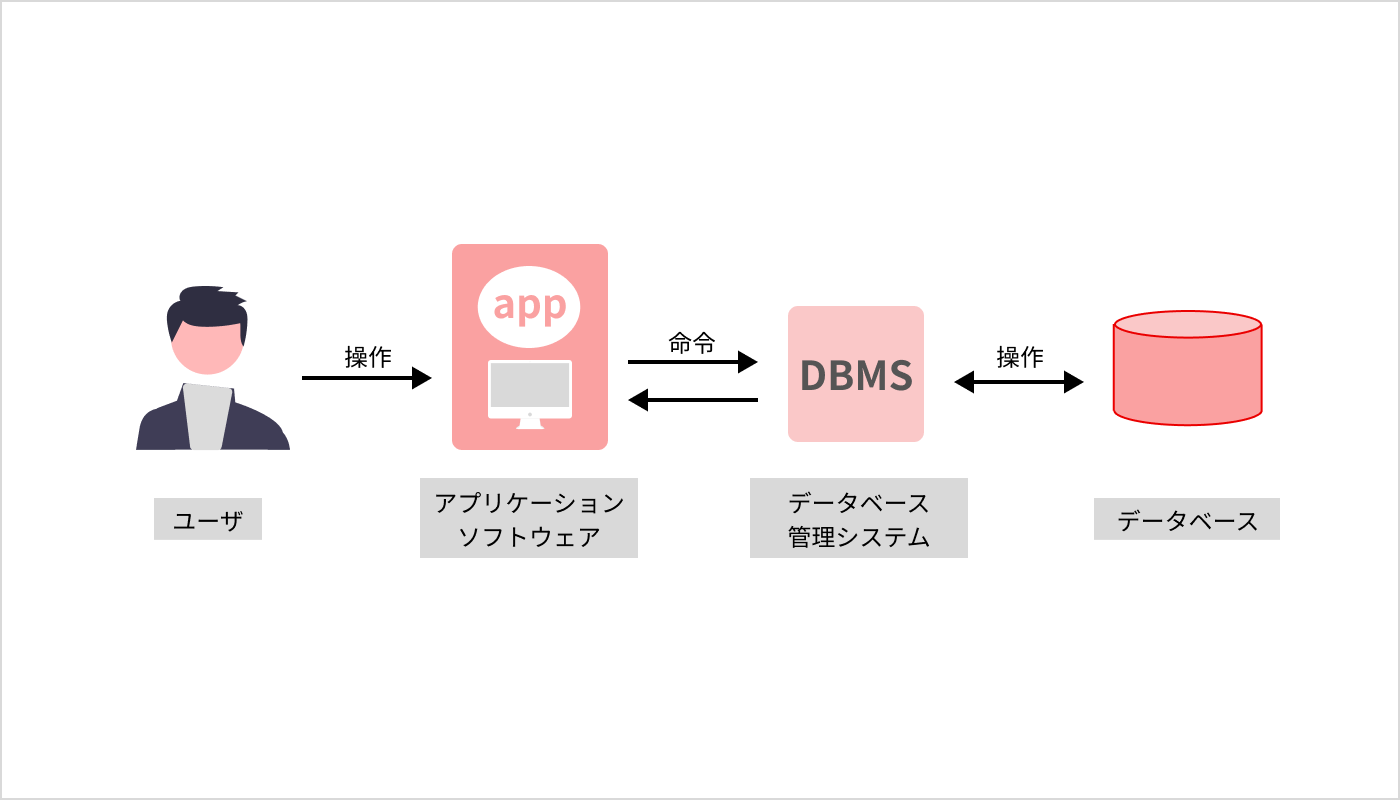 操作
app
命令
DBMS
操作
ユーザ
アプリケーション
ソフトウェア
データベース
管理システム
データベース